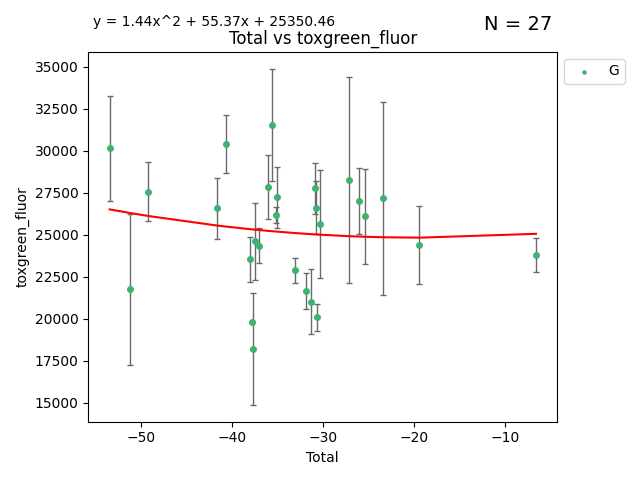 y = 1.44x^2 + 55.37x + 25350.46
N = 27
Total vs toxgreen_fluor
G
toxgreen_fluor
35000
32500
30000
27500
25000
22500
20000
17500
15000
−50 −40 −30 −20 −10
Total